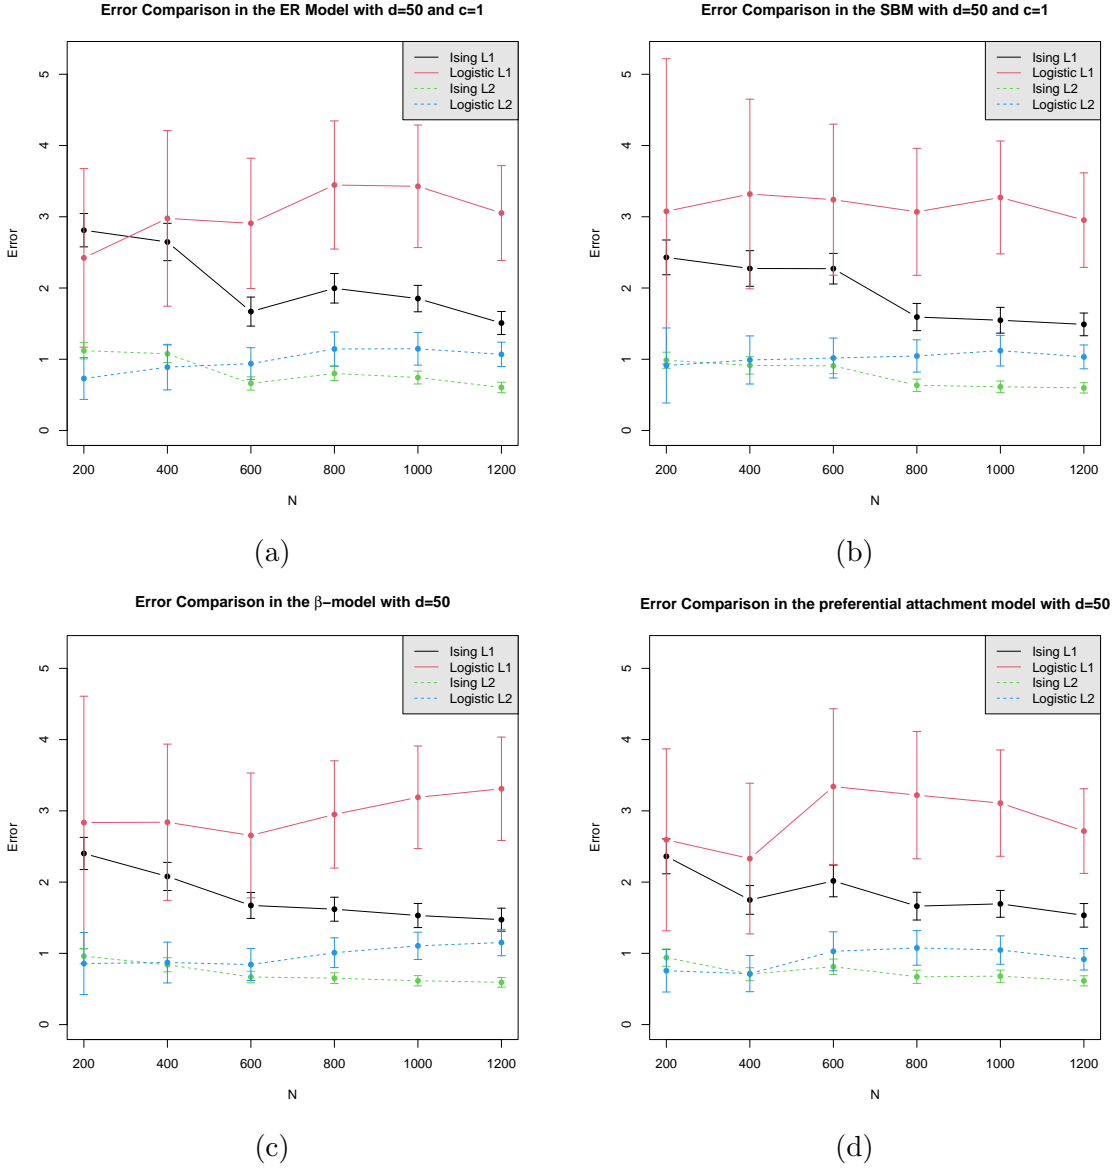 Error Comparison in the ER Model with d=50 and c=1
Error
0 1 2 3 4 5
Ising L1
Logistic L1
Ising L2
Logistic L2
200 400 600 800 1000 1200
N
(a)
Error Comparison in the SBM with d=50 and c=1
Error
0 1 2 3 4 5
Ising L1
Logistic L1
Ising L2
Logistic L2
200 400 600 800 1000 1200
N
(b)
Error Comparison in the β−model with d=50
Error
0 1 2 3 4 5
Ising L1
Logistic L1
Ising L2
Logistic L2
200 400 600 800 1000 1200
N
(c)
Error Comparison in the preferential attachment model with d=50
Error
0 1 2 3 4 5
Ising L1
Logistic L1
Ising L2
Logistic L2
200 400 600 800 1000 1200
N
(d)